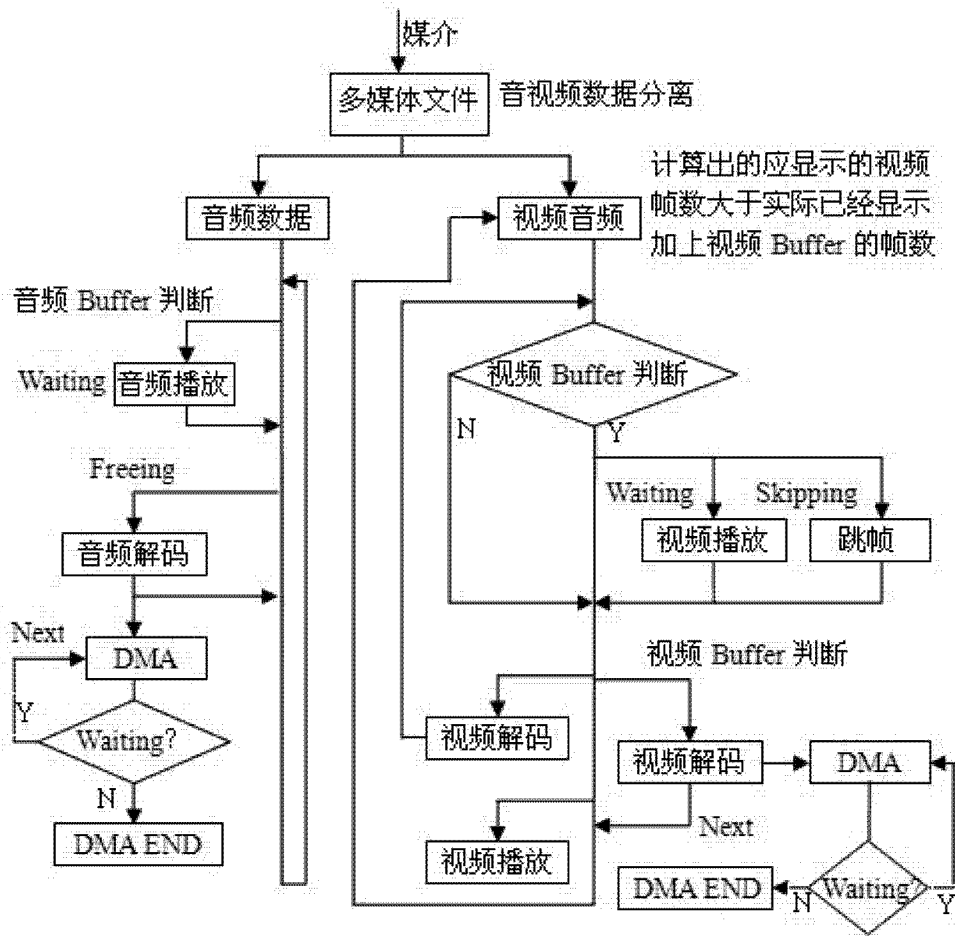 媒介
多媒体文件
音视频数据分离
计算出的应显示的视频
帧数大于实际已经显示
加上视频 Buffer 的帧数
音频数据
视频音频
音频 Buffer 判断
Waiting
音频播放
视频 Buffer 判断
N
Y
Freeing
Waiting
Skipping
音频解码
视频播放
跳帧
Next
DMA
视频 Buffer 判断
Y
Waiting?
视频解码
视频解码
DMA
N
DMA END
Next
视频播放
DMA END
N
Waiting?
Y